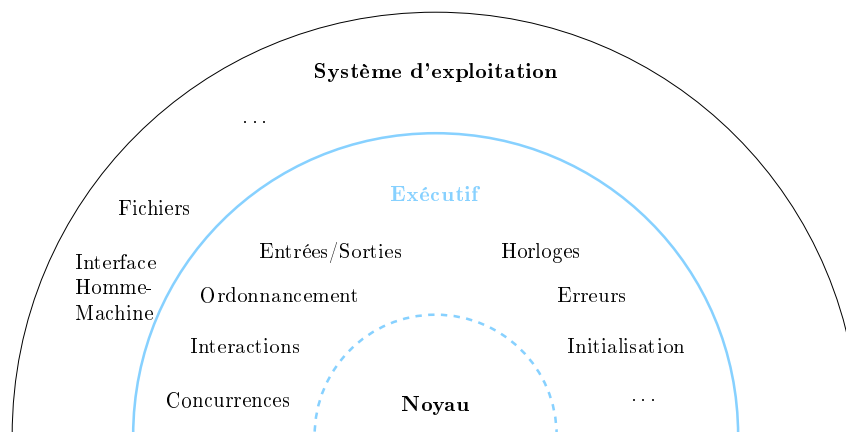 Système d'exploitation
...
Exécutif
Fichiers
Entrées/Sorties
Horloges
Interface
Homme-
Machine
Ordonnancement
Erreurs
Interactions
Initialisation
Concurrences
Noyau
...